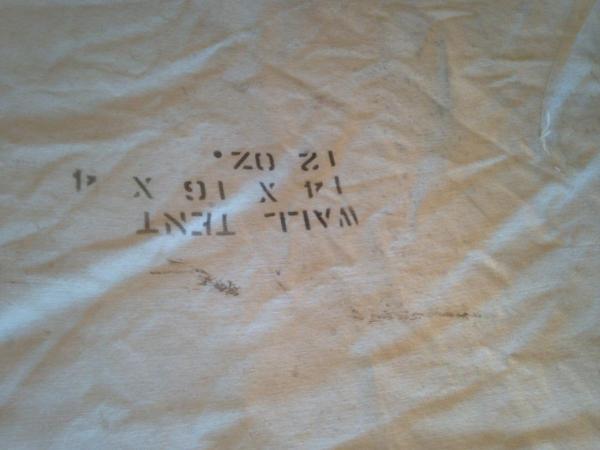 WALL TENT
14 X 16 X 4
12 OZ.